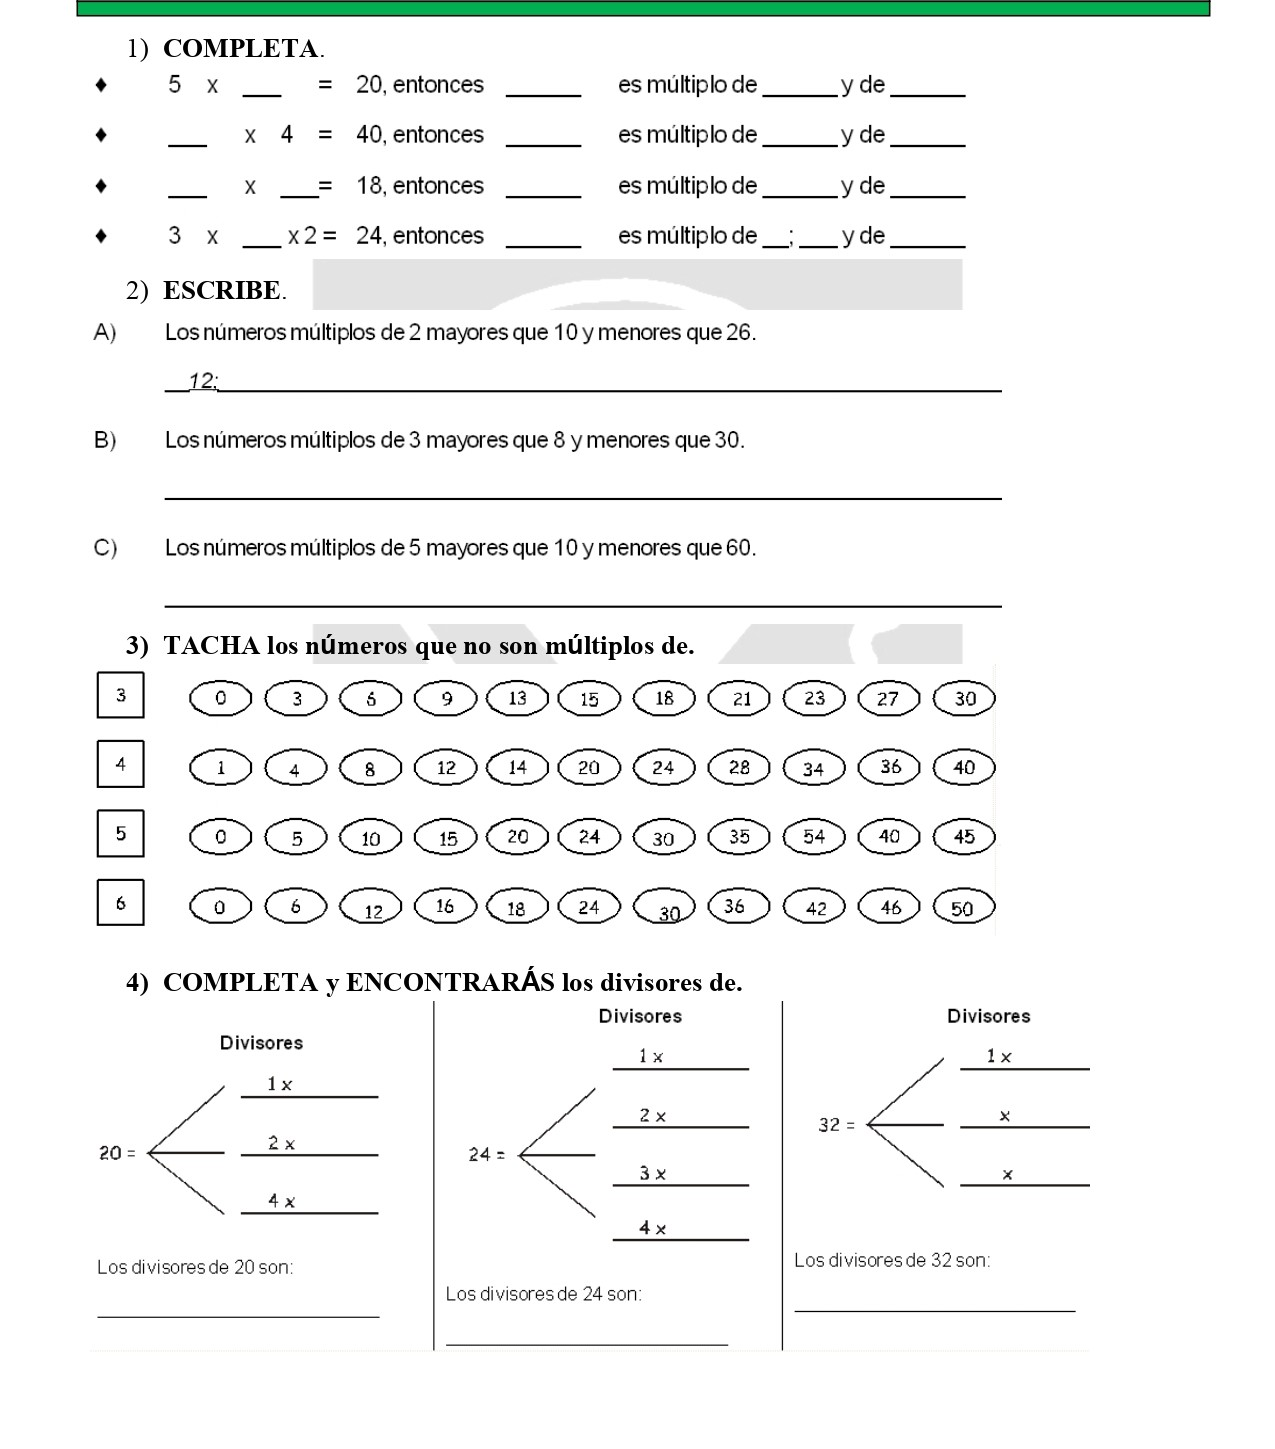 1) COMPLETA.
♦ 5 x ___ = 20, entonces ______ es múltiplo de ______ y de ______
♦ ___ x 4 = 40, entonces ______ es múltiplo de ______ y de ______
♦ ___ x ___ = 18, entonces ______ es múltiplo de ______ y de ______
♦ 3 x ___ x 2 = 24, entonces ______ es múltiplo de __; ___ y de ______
2) ESCRIBE.
A) Los números múltiplos de 2 mayores que 10 y menores que 26.
12;
B) Los números múltiplos de 3 mayores que 8 y menores que 30.
C) Los números múltiplos de 5 mayores que 10 y menores que 60.
3) TACHA los números que no son múltiplos de.
3 0 3 6 9 13 15 18 21 23 27 30
4 1 4 8 12 14 20 24 28 34 36 40
5 0 5 10 15 20 24 30 35 54 40 45
6 0 6 12 16 18 24 30 36 42 46 50
4) COMPLETA y ENCONTRARÁS los divisores de.
Divisores
1 x
2 x
20 =
4 x
Los divisores de 20 son:
Divisores
1 x
2 x
24 =
3 x
4 x
Los divisores de 24 son:
Divisores
1 x
x
32 =
x
Los divisores de 32 son: